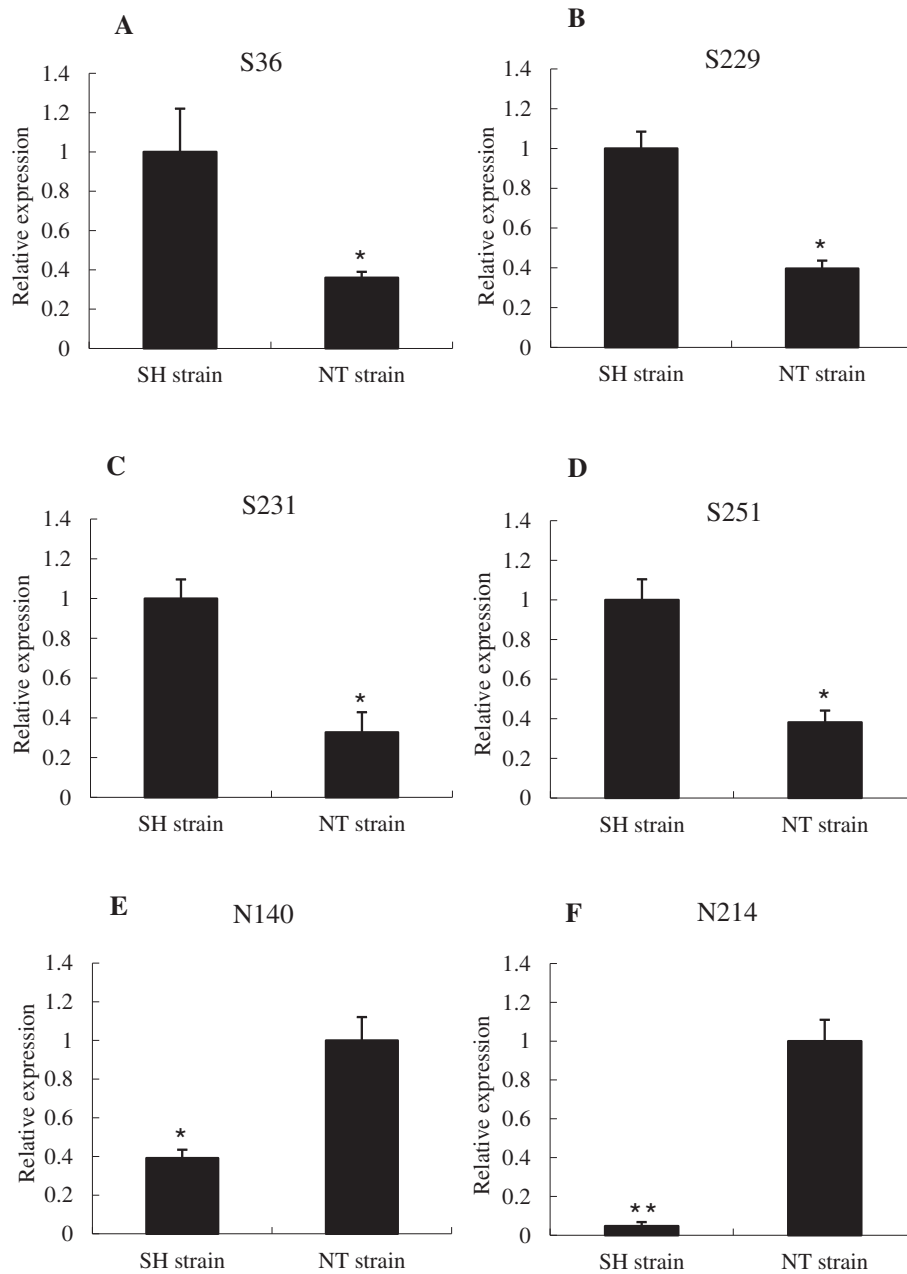 A
S36
1.4
1.2
1
0.8
0.6
0.4
0.2
0
Relative expression
*
SH strain
NT strain
B
S229
1.4
1.2
1
0.8
0.6
0.4
0.2
0
Relative expression
*
SH strain
NT strain
C
S231
1.4
1.2
1
0.8
0.6
0.4
0.2
0
Relative expression
*
SH strain
NT strain
D
S251
1.4
1.2
1
0.8
0.6
0.4
0.2
0
Relative expression
*
SH strain
NT strain
E
N140
1.4
1.2
1
0.8
0.6
0.4
0.2
0
Relative expression
*
SH strain
NT strain
F
N214
1.4
1.2
1
0.8
0.6
0.4
0.2
0
Relative expression
**
SH strain
NT strain